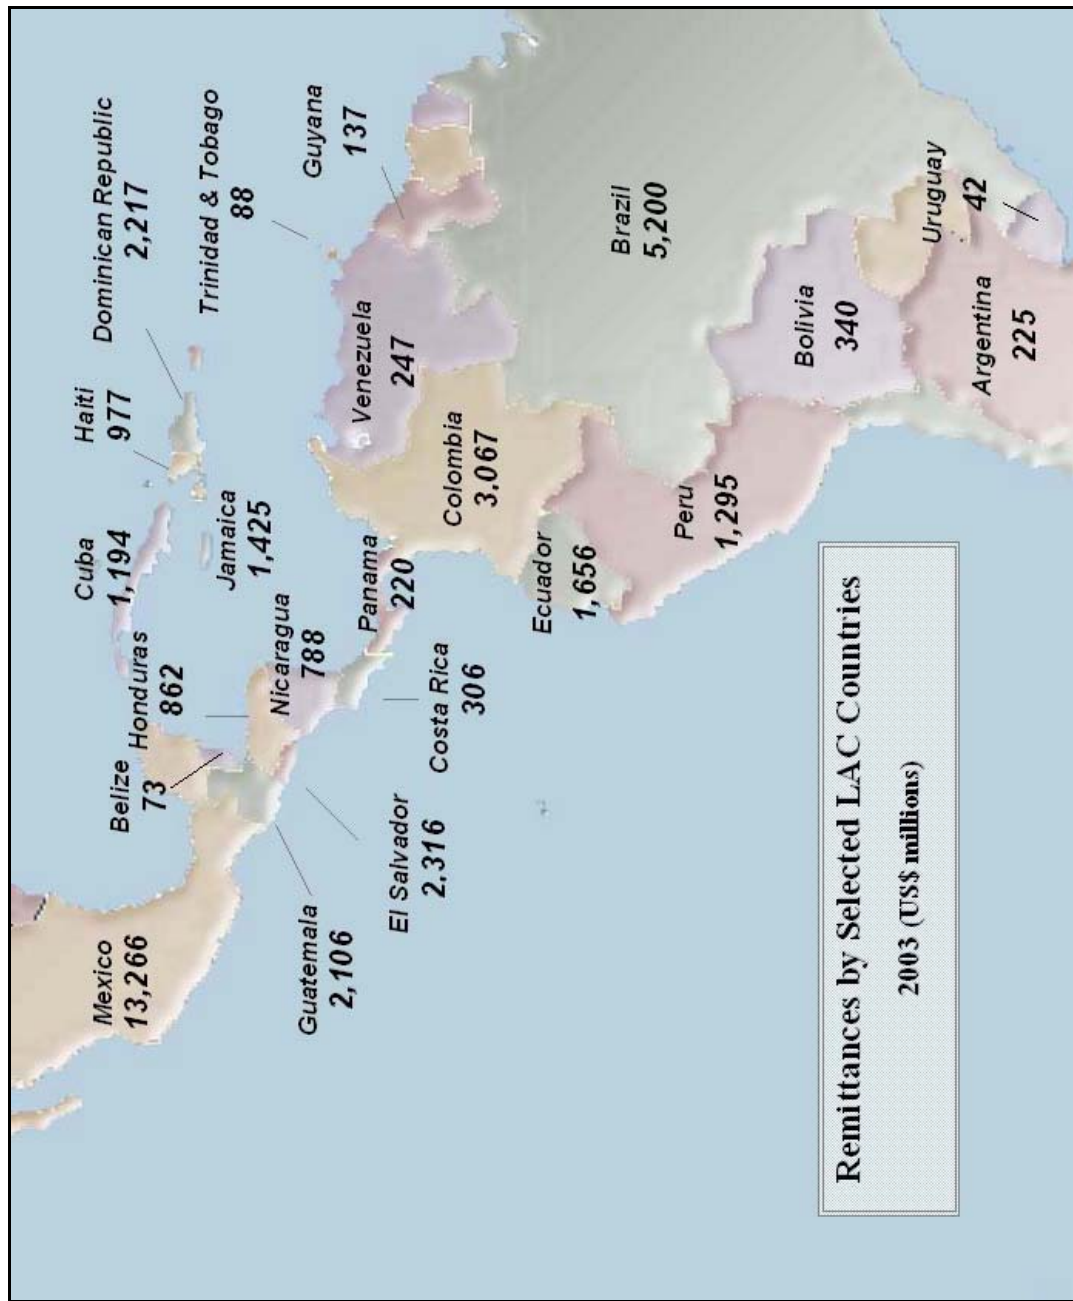 Mexico
13,266
Belize
73
Honduras
862
Cuba
1,194
Haiti
977
Dominican Republic
2,217
Jamaica
1,425
Trinidad & Tobago
88
Guatemala
2,106
El Salvador
2.316
Nicaragua
788
Costa Rica
306
Panama
220
Venezuela
247
Guyana
137
Colombia
3.067
Ecuador
1,656
Brazil
5,200
Peru
1,295
Bolivia
340
Uruguay
42
Argentina
225
Remittances by Selected LAC Countries
2003 (US$ millions)